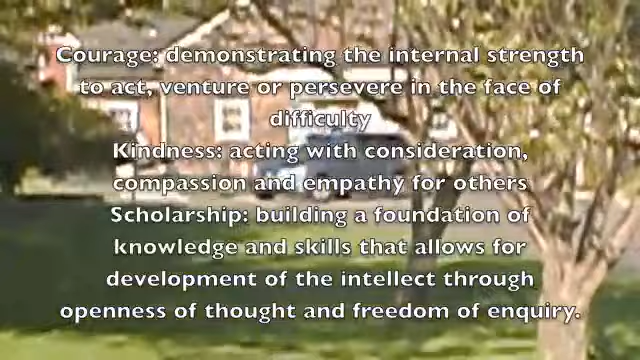 Courage: demonstrating the internal strength
to act, venture or persevere in the face of
difficulty
Kindness: acting with consideration,
compassion and empathy for others
Scholarship: building a foundation of
knowledge and skills that allows for
development of the intellect through
openness of thought and freedom of enquiry.